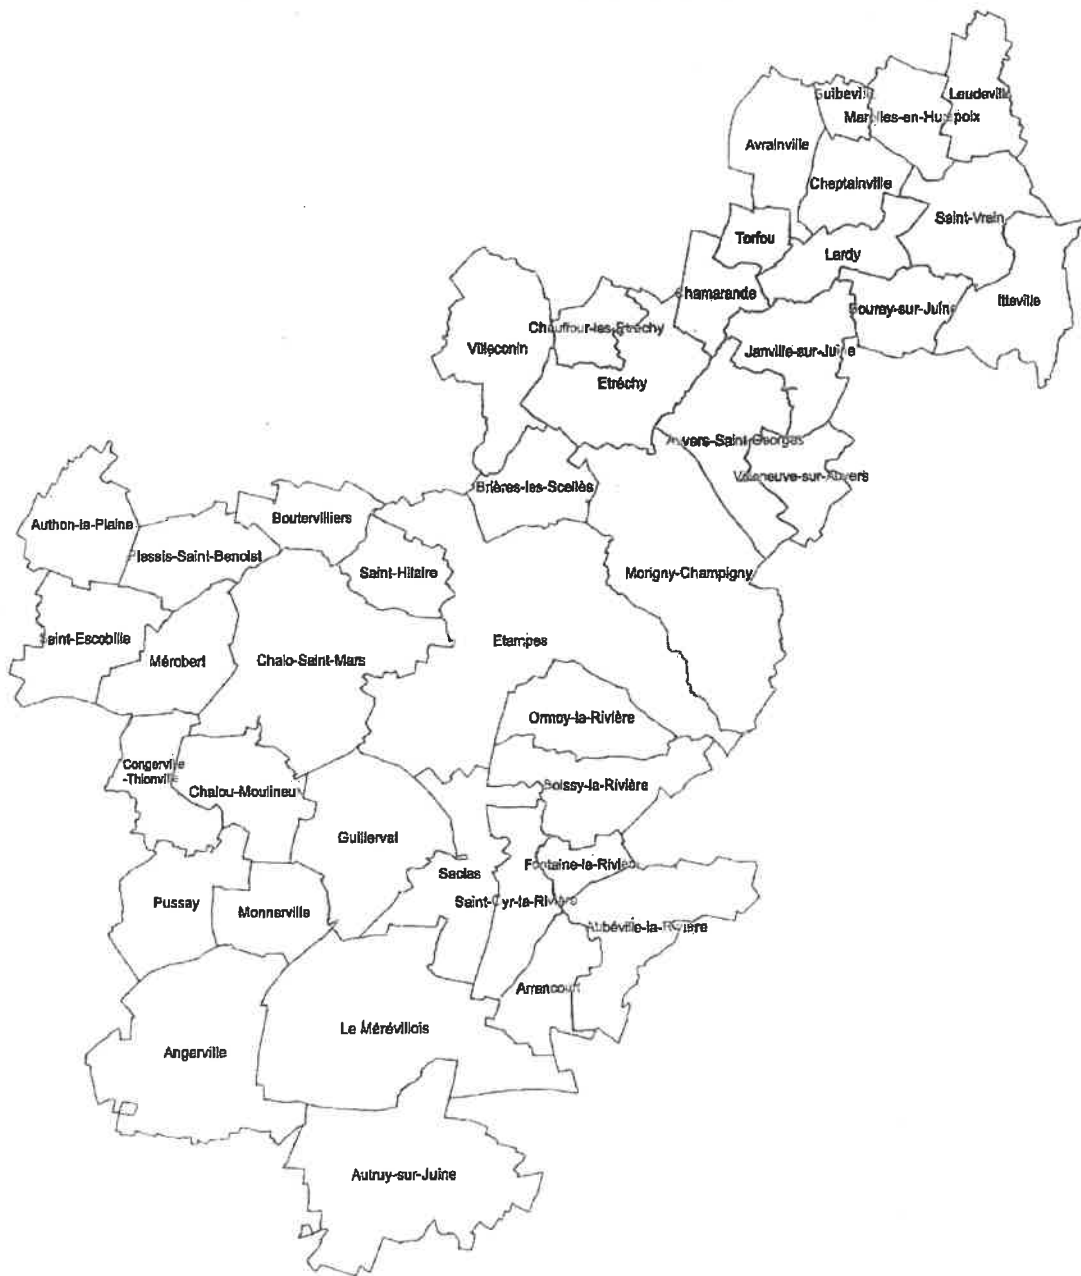 Leudeville
Guibeville
Marolles-en-Hurepoix
Avrainville
Cheptainville
Saint-Vrain
Torfou
Lardy
Chamarande
Itteville
Bouray-sur-Juine
Chauffour-les-Etréchy
Villeconin
Janville-sur-Juine
Etréchy
Auvers-Saint-Georges
Villeneuve-sur-Auvers
Brières-les-Scellés
Boutervilliers
Authon-la-Plaine
Plessis-Saint-Benoist
Saint-Hilaire
Morigny-Champigny
Saint-Escobille
Etampes
Mérobert
Chalo-Saint-Mars
Ormoy-la-Rivière
Congerville
-Thionville
Chalou-Moulineux
Boissy-la-Rivière
Guillerval
Fontaine-la-Rivière
Saclas
Saint-Cyr-la-Rivière
Pussay
Monnerville
Abbéville-la-Rivière
Arrancourt
Le Mérévillois
Angerville
Autruy-sur-Juine